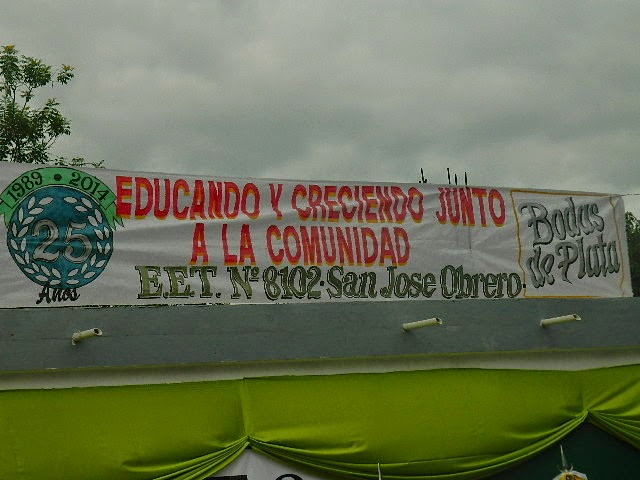 1989 • 2014
25
Años
EDUCANDO Y CRECIENDO JUNTO
A LA COMUNIDAD
E.E.T. Nº 8102 · San Jose Obrero ·
Bodas
de Plata